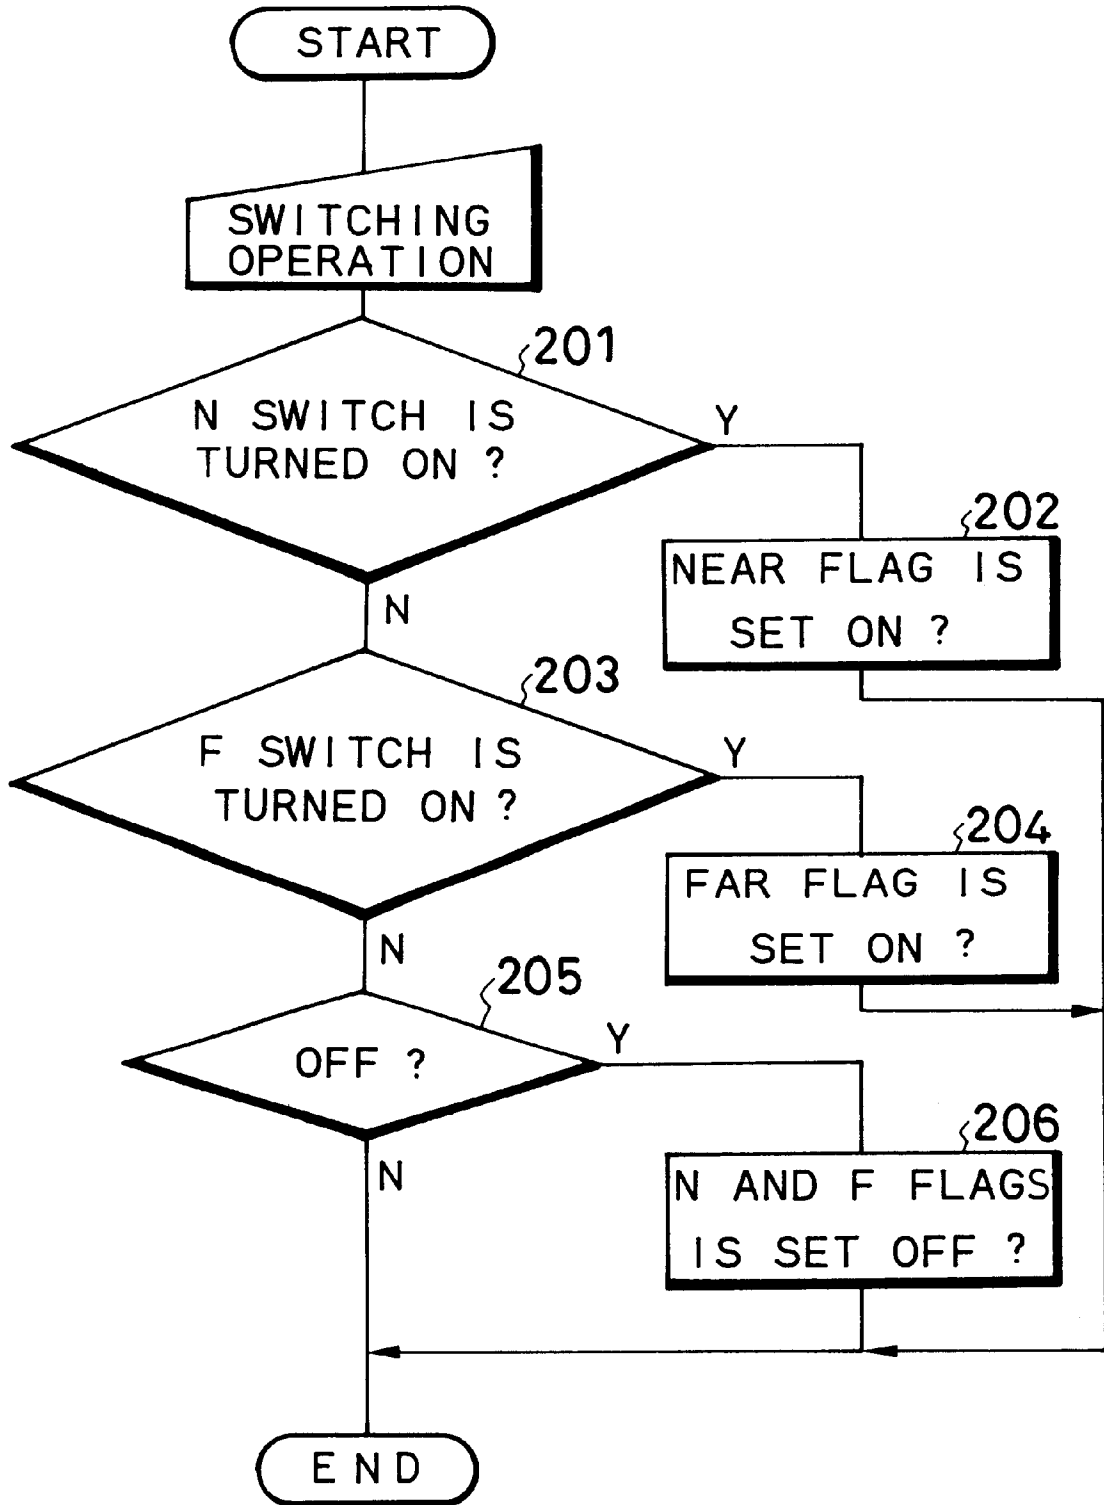 START
SWITCHING
OPERATION
201
N SWITCH IS
TURNED ON ?
Y
202
NEAR FLAG IS
SET ON ?
N
203
F SWITCH IS
TURNED ON ?
Y
204
FAR FLAG IS
SET ON ?
N
205
OFF ?
Y
206
N AND F FLAGS
IS SET OFF ?
N
END